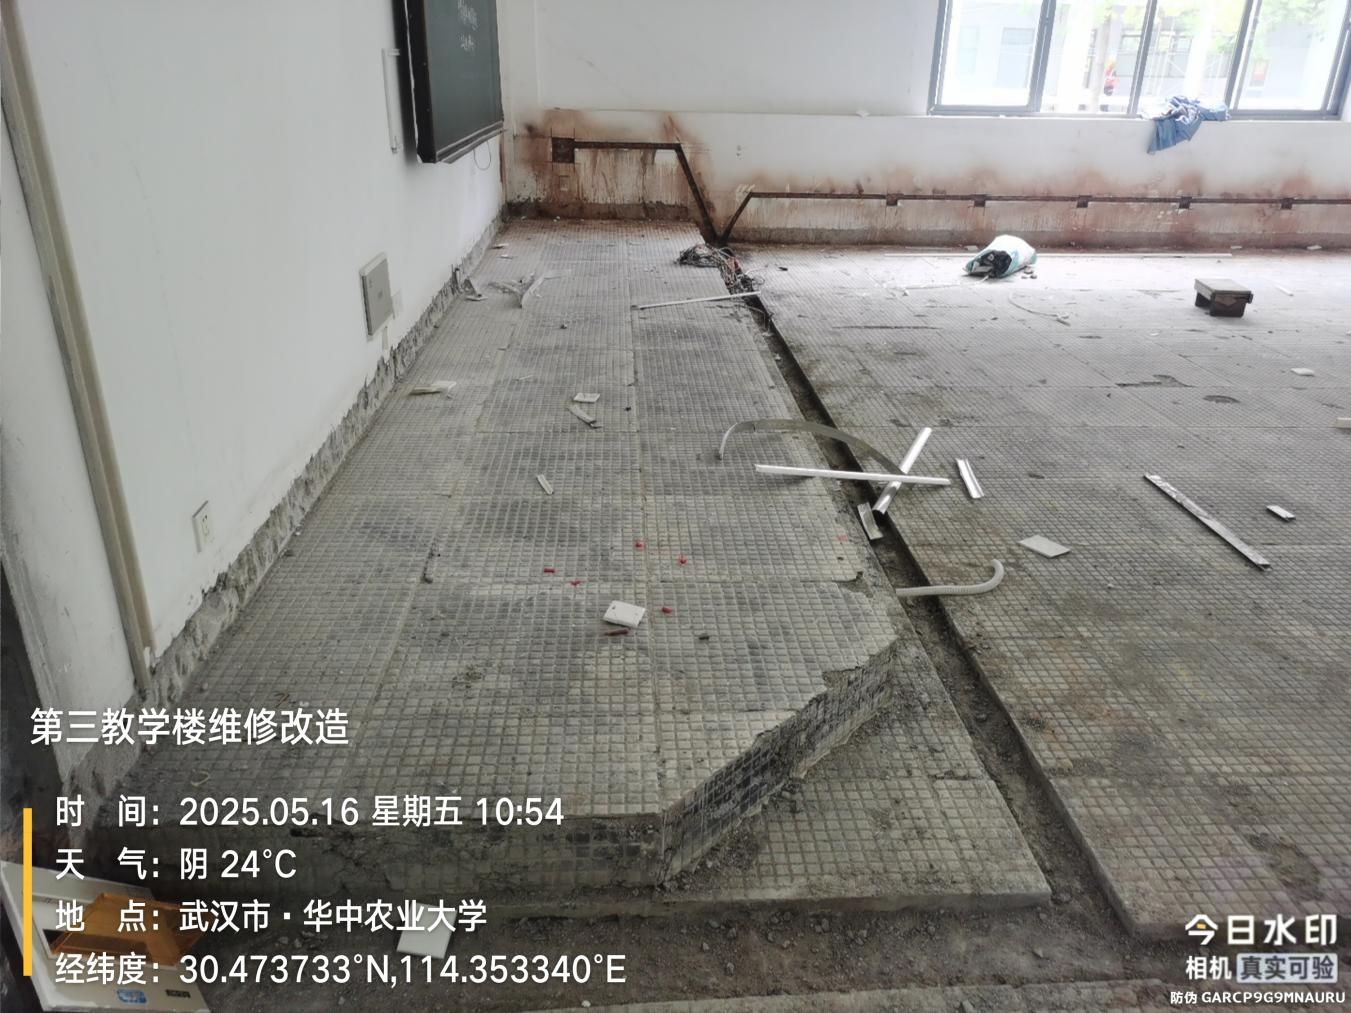 第三教学楼维修改造
时 间：2025.05.16 星期五 10:54
天 气：阴 24°C
地 点：武汉市·华中农业大学
经纬度：30.473733°N,114.353340°E
今日水印
相机 真实可验
防伪 GARCP9G9MNAURU